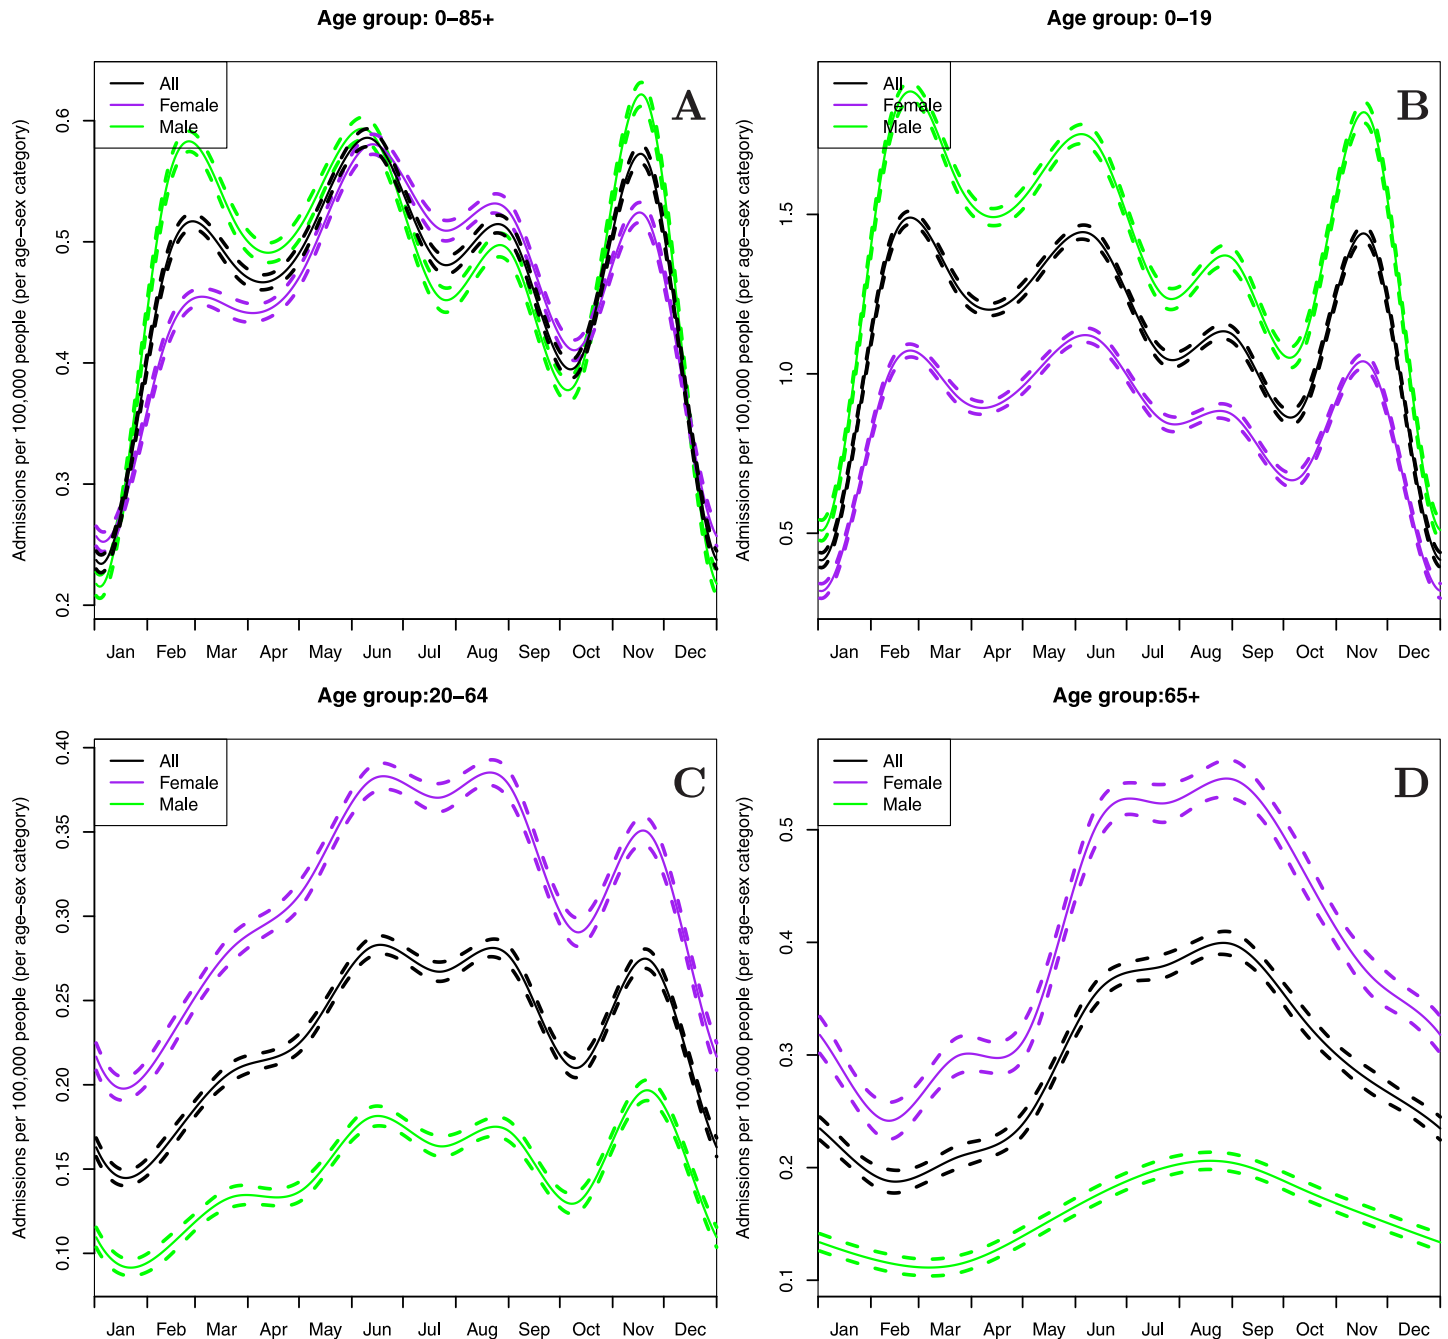 Age group: 0−85+
Admissions per 100,000 people (per age−sex category)
0.2
0.3
0.4
0.5
0.6
All
Female
Male
A
Jan Feb Mar Apr May Jun Jul Aug Sep Oct Nov Dec
Age group: 0−19
Admissions per 100,000 people (per age−sex category)
0.5
1.0
1.5
All
Female
Male
B
Jan Feb Mar Apr May Jun Jul Aug Sep Oct Nov Dec
Age group:20−64
Admissions per 100,000 people (per age−sex category)
0.10
0.15
0.20
0.25
0.30
0.35
0.40
All
Female
Male
C
Jan Feb Mar Apr May Jun Jul Aug Sep Oct Nov Dec
Age group:65+
Admissions per 100,000 people (per age−sex category)
0.1
0.2
0.3
0.4
0.5
All
Female
Male
D
Jan Feb Mar Apr May Jun Jul Aug Sep Oct Nov Dec